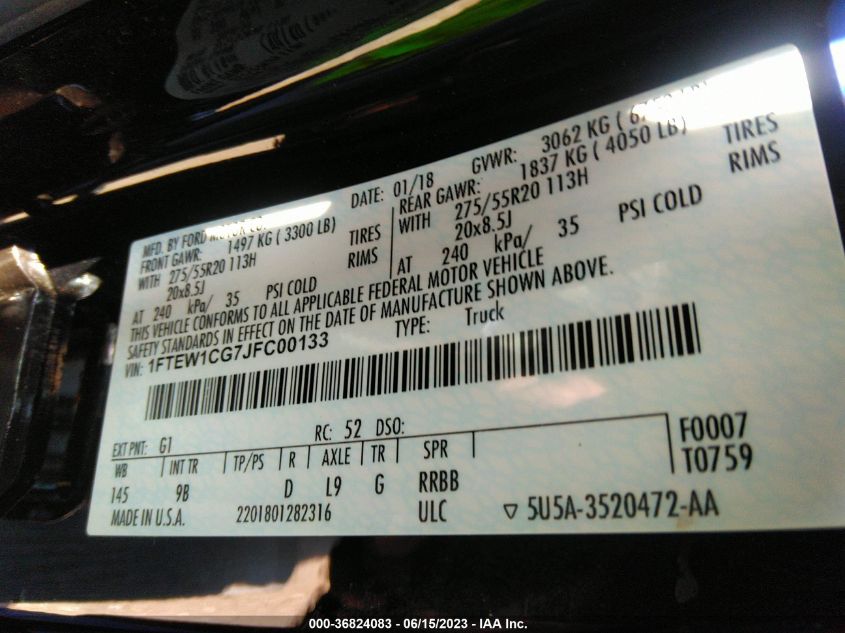 MFD. BY FORD MOTOR CO.
DATE: 01/18 GVWR: 3062 KG (
FRONT GAWR: 1497 KG ( 3300 LB) REAR GAWR: 1837 KG ( 4050 LB)
WITH 275/55R20 113H TIRES WITH 275/55R20 113H TIRES
20x8.5J RIMS 20x8.5J RIMS
AT 240 kPa/ 35 PSI COLD AT 240 kPa/ 35 PSI COLD
THIS VEHICLE CONFORMS TO ALL APPLICABLE FEDERAL MOTOR VEHICLE
SAFETY STANDARDS IN EFFECT ON THE DATE OF MANUFACTURE SHOWN ABOVE.
VIN: 1FTEW1CG7JFC00133 TYPE: Truck
EXT PNT: G1 RC: 52 DSO: F0007
WB INT TR TP/PS R AXLE TR SPR T0759
145 9B D L9 G RRBB
MADE IN U.S.A. 2201801282316 ULC ▽ 5U5A-3520472-AA
000-36824083 - 06/15/2023 - IAA Inc.